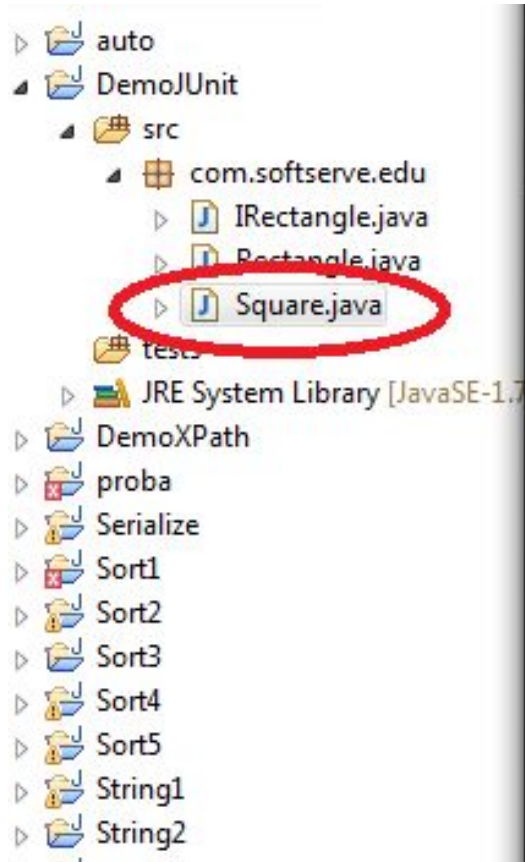 auto
DemoJUnit
src
com.softserve.edu
IRectangle.java
Rectangle.java
Square.java
tests
JRE System Library [JavaSE-1.7
DemoXPath
proba
Serialize
Sort1
Sort2
Sort3
Sort4
Sort5
String1
String2